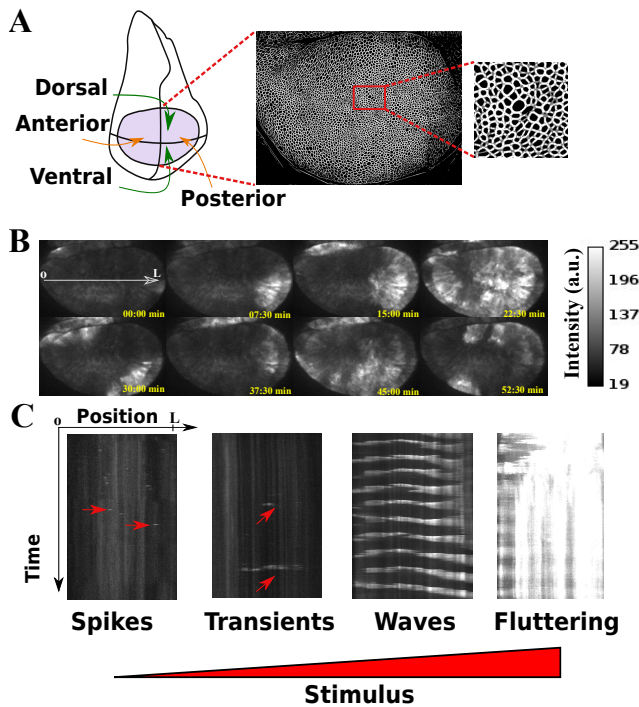 A
Dorsal
Anterior
Ventral
Posterior
B
o L
00:00 min
07:30 min
15:00 min
22:30 min
30:00 min
37:30 min
45:00 min
52:30 min
Intensity (a.u.)
255
196
137
78
19
C
o Position L
Time
Spikes
Transients
Waves
Fluttering
Stimulus